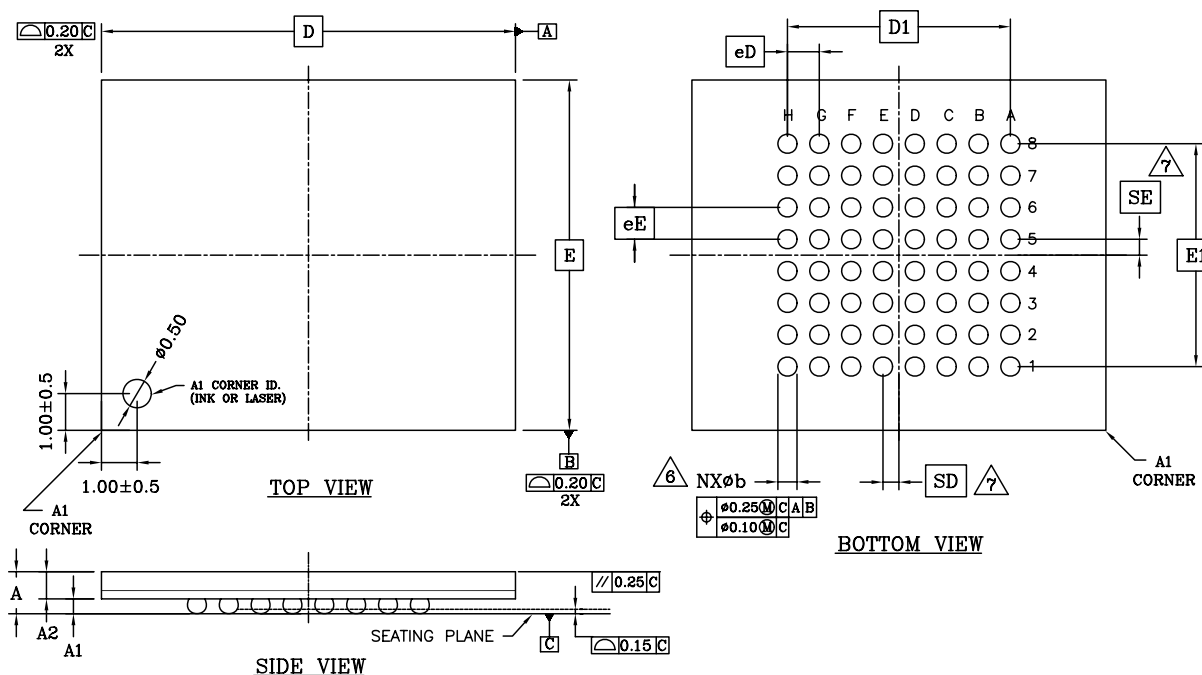 ⌓ 0.20 C
2X
D
A
E
ø0.50
A1 CORNER ID.
(INK OR LASER)
1.00±0.5
1.00±0.5
A1
CORNER
TOP VIEW
B
⌓ 0.20 C
2X
D1
eD
H G F E D C B A
8
7
6
5
4
3
2
1
7
SE
eE
E1
6 NXøb
SD 7
⌖ ø0.25Ⓜ C A B
ø0.10Ⓜ C
A1
CORNER
BOTTOM VIEW
A
A2
A1
// 0.25 C
SEATING PLANE
C
⌓ 0.15 C
SIDE VIEW